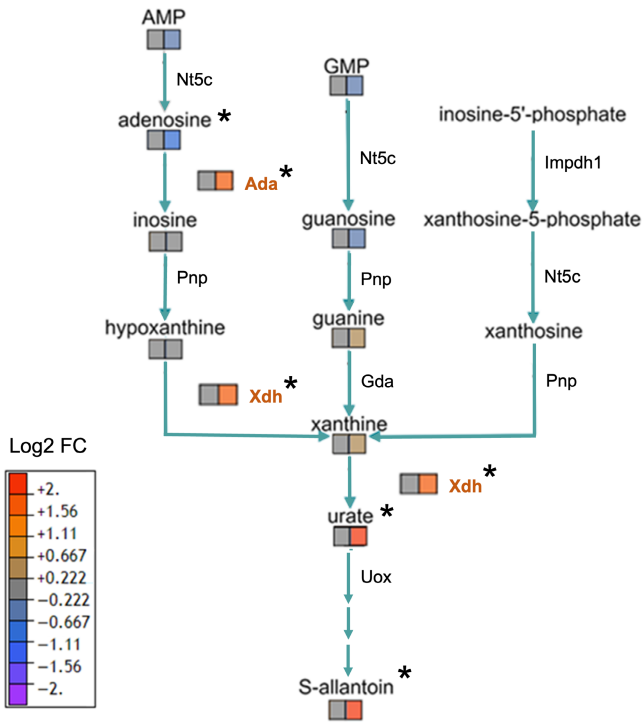 AMP
Nt5c
adenosine *
Ada *
inosine
Pnp
hypoxanthine
Xdh *
GMP
Nt5c
guanosine
Pnp
guanine
Gda
xanthine
inosine-5'-phosphate
Impdh1
xanthosine-5-phosphate
Nt5c
xanthosine
Pnp
Xdh *
urate *
Uox
S-allantoin *
Log2 FC
+2.
+1.56
+1.11
+0.667
+0.222
−0.222
−0.667
−1.11
−1.56
−2.